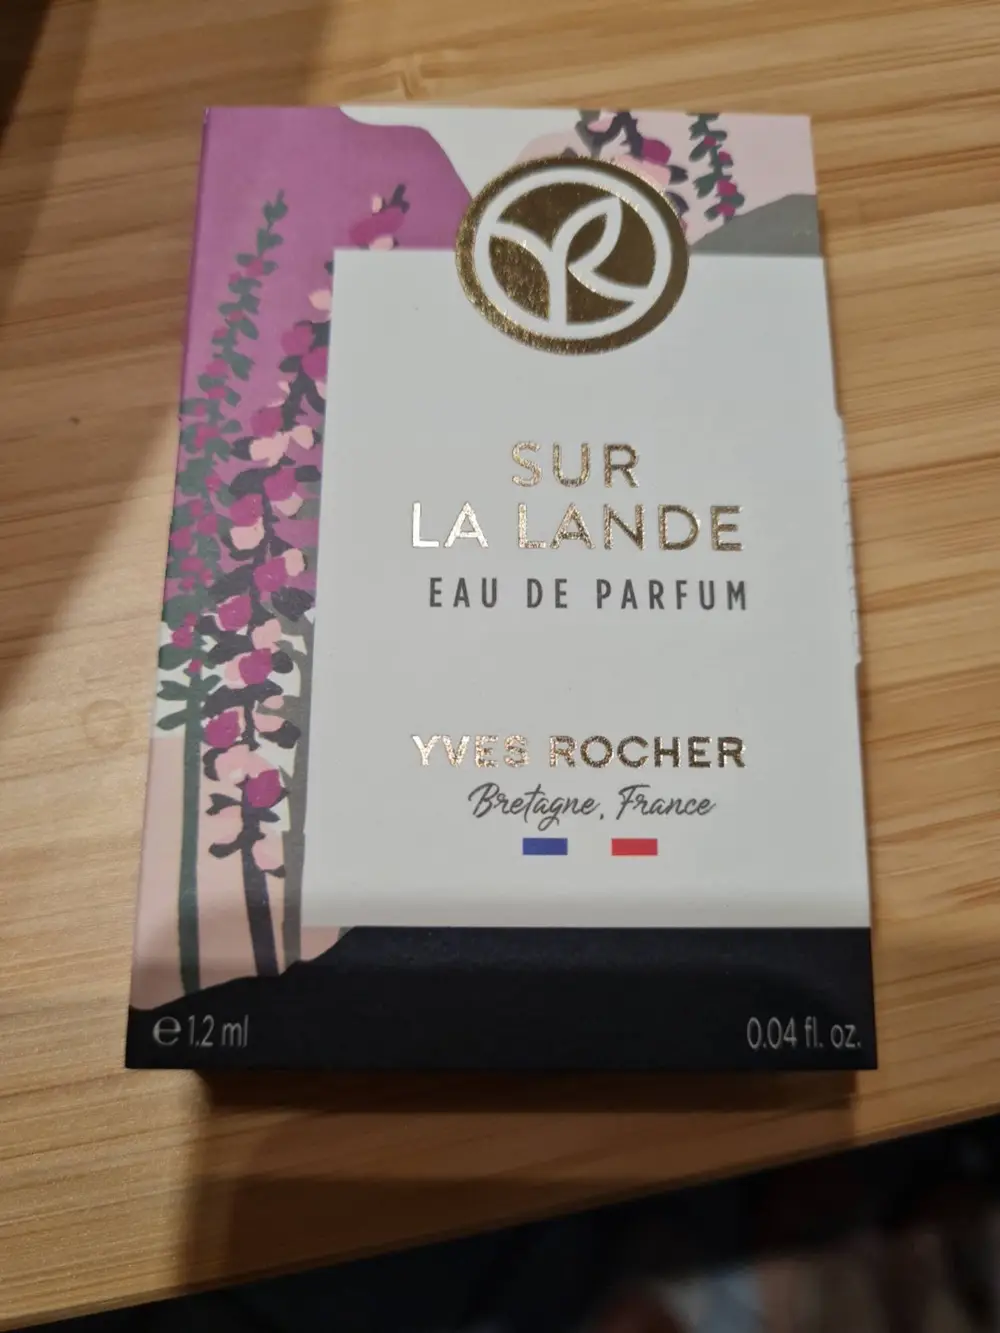 SUR
LA LANDE
EAU DE PARFUM
YVES ROCHER
Bretagne, France
℮ 1.2 ml
0.04 fl. oz.